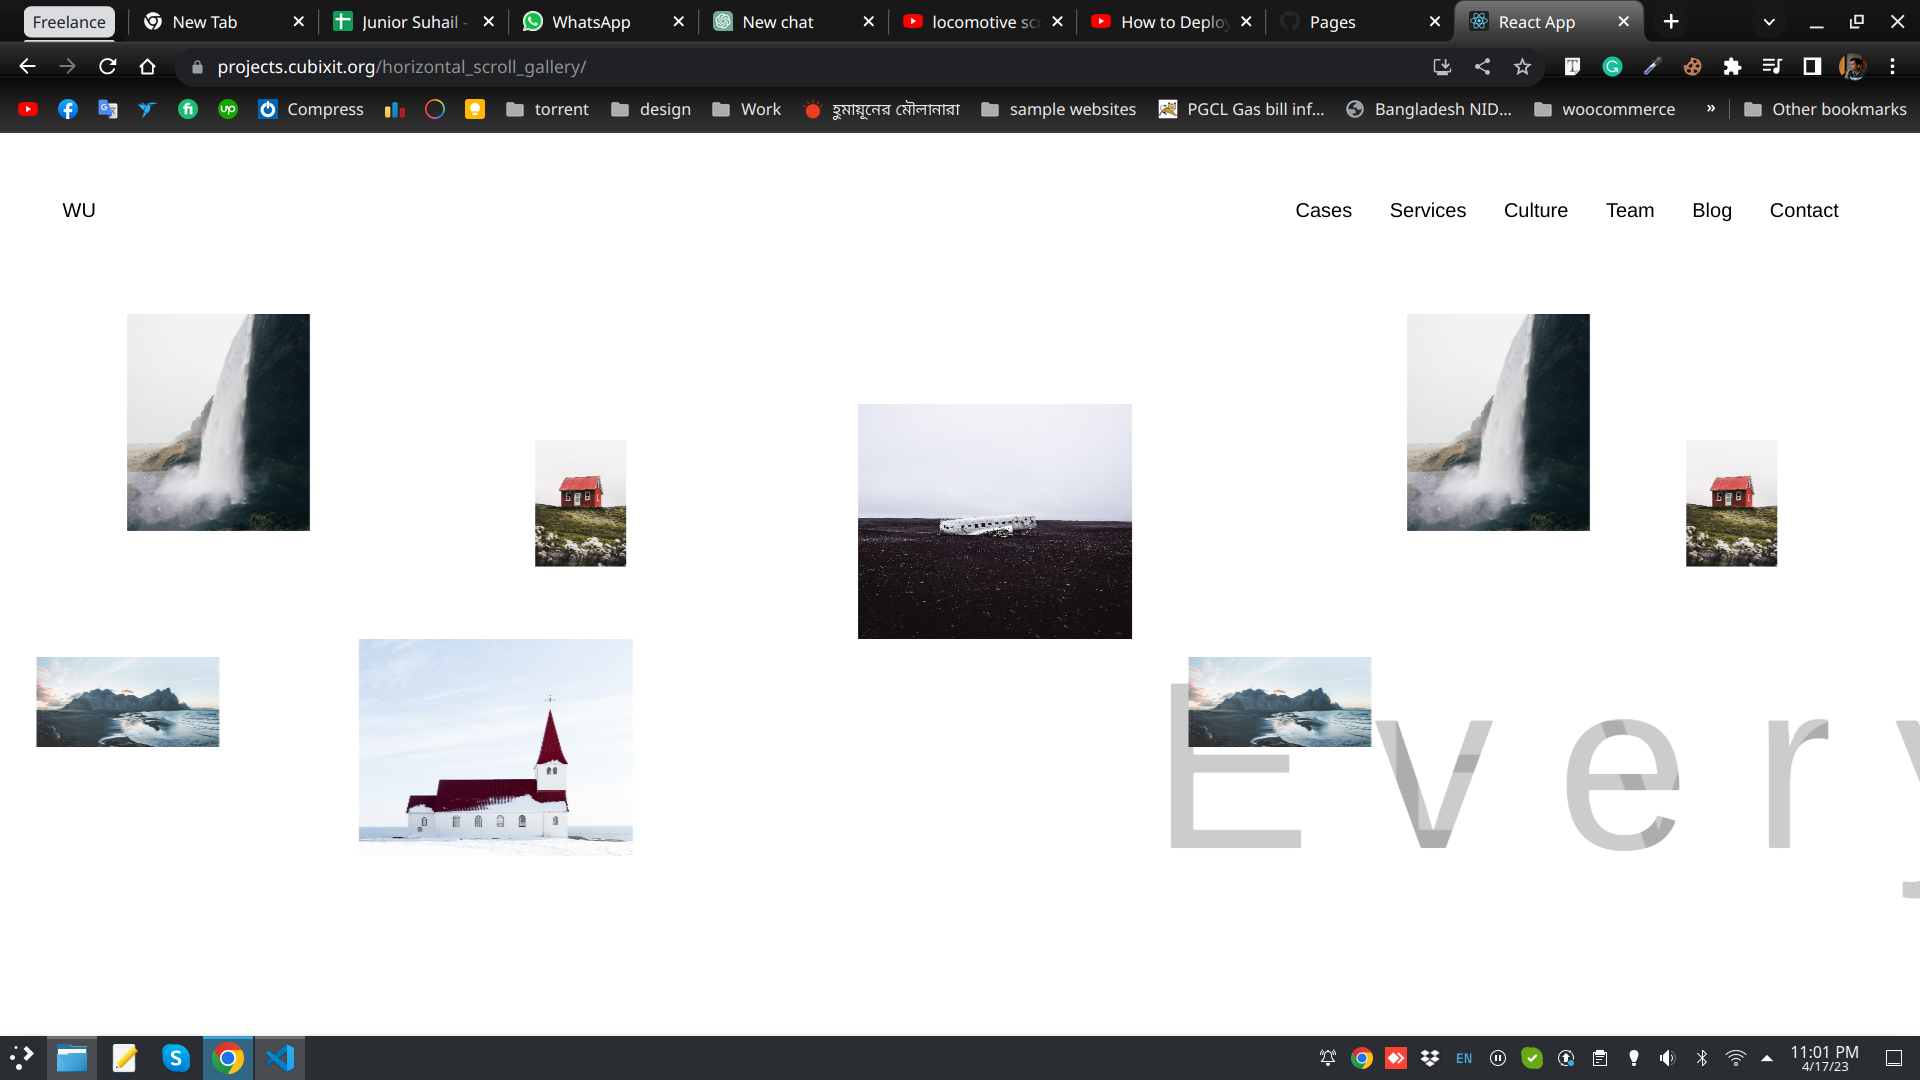 Freelance
New Tab
Junior Suhail -
WhatsApp
New chat
locomotive scr
How to Deploy
Pages
React App
projects.cubixit.org/horizontal_scroll_gallery/
Compress
torrent
design
Work
হুমায়ূনের মৌলানারা
sample websites
PGCL Gas bill inf...
Bangladesh NID...
woocommerce
»
Other bookmarks
WU
Cases
Services
Culture
Team
Blog
Contact
Every
EN
11:01 PM
4/17/23